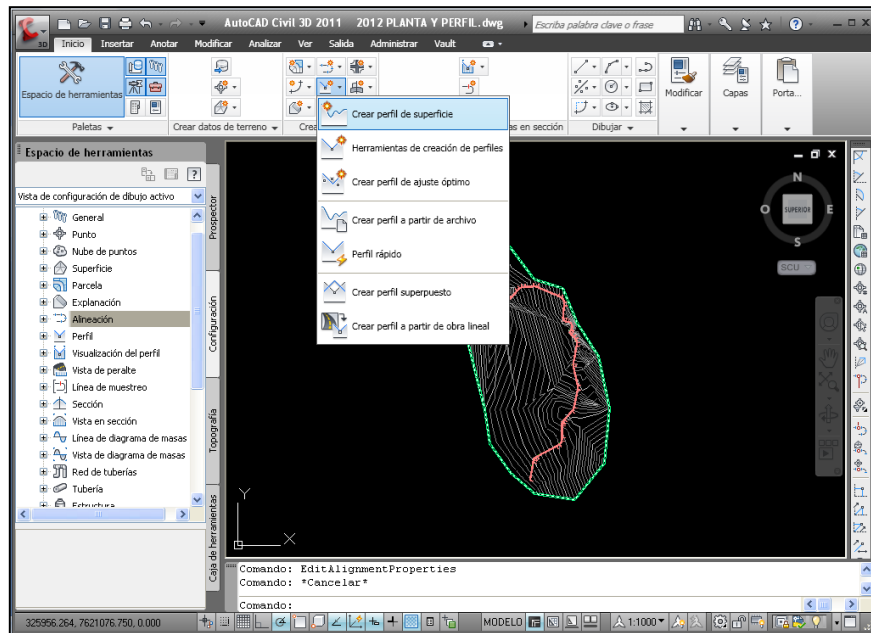 AutoCAD Civil 3D 2011 2012 PLANTA Y PERFIL.dwg
Escriba palabra clave o frase
3D
Inicio Insertar Anotar Modificar Analizar Ver Salida Administrar Vault
Espacio de herramientas
Modificar
Capas
Porta...
Paletas
Crear datos de terreno
as en sección
Dibujar
Crear perfil de superficie
Herramientas de creación de perfiles
Crear perfil de ajuste óptimo
Crear perfil a partir de archivo
Perfil rápido
Crear perfil superpuesto
Crear perfil a partir de obra lineal
Espacio de herramientas
Vista de configuración de dibujo activo
General
Punto
Nube de puntos
Superficie
Parcela
Explanación
Alineación
Perfil
Visualización del perfil
Vista de peralte
Línea de muestreo
Sección
Vista en sección
Línea de diagrama de masas
Vista de diagrama de masas
Red de tuberías
Tubería
Estructura
Prospector
Configuración
Topografía
Caja de herramientas
N
O
SUPERIOR
E
S
SCU
Y
X
Comando: EditAlignmentProperties
Comando: *Cancelar*
Comando:
325956.264, 7621076.750, 0.000
MODELO
1:1000